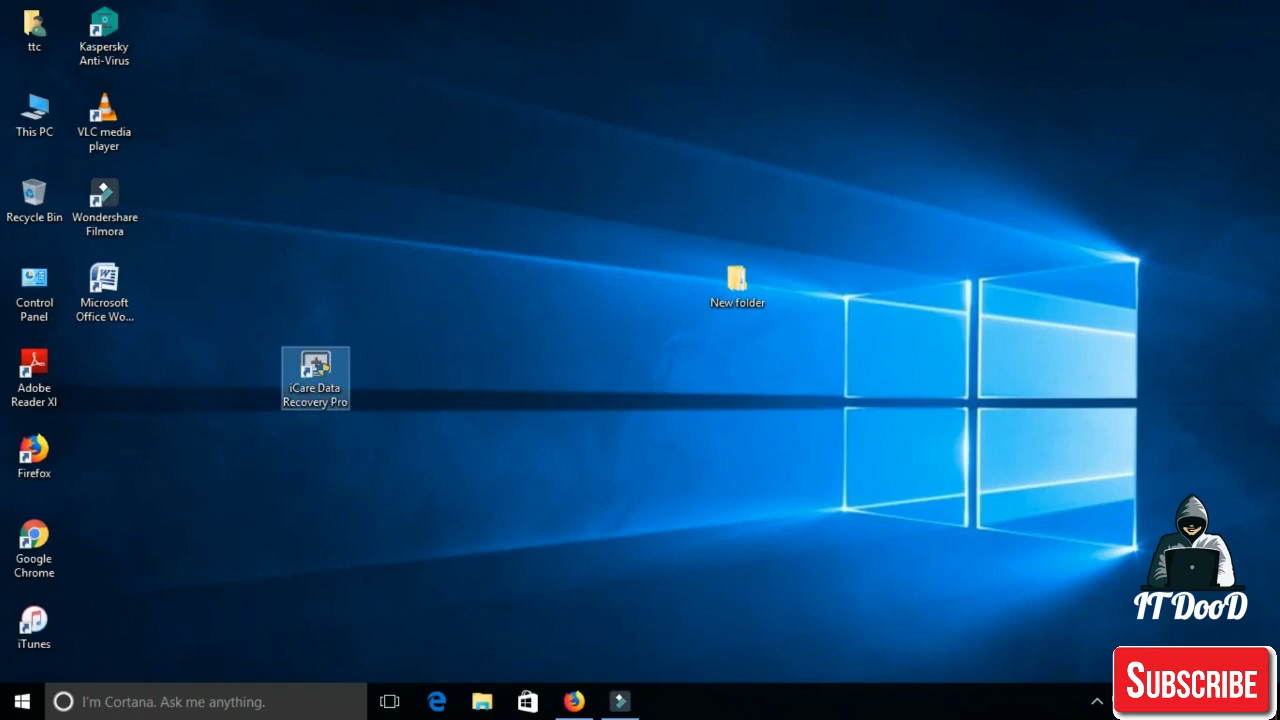 ttc
Kaspersky
Anti-Virus
This PC
VLC media
player
Recycle Bin
Wondershare
Filmora
Control
Panel
Microsoft
Office Wo...
New folder
Adobe
Reader XI
iCare Data
Recovery Pro
Firefox
Google
Chrome
iTunes
IT DooD
SUBSCRIBE
I'm Cortana. Ask me anything.